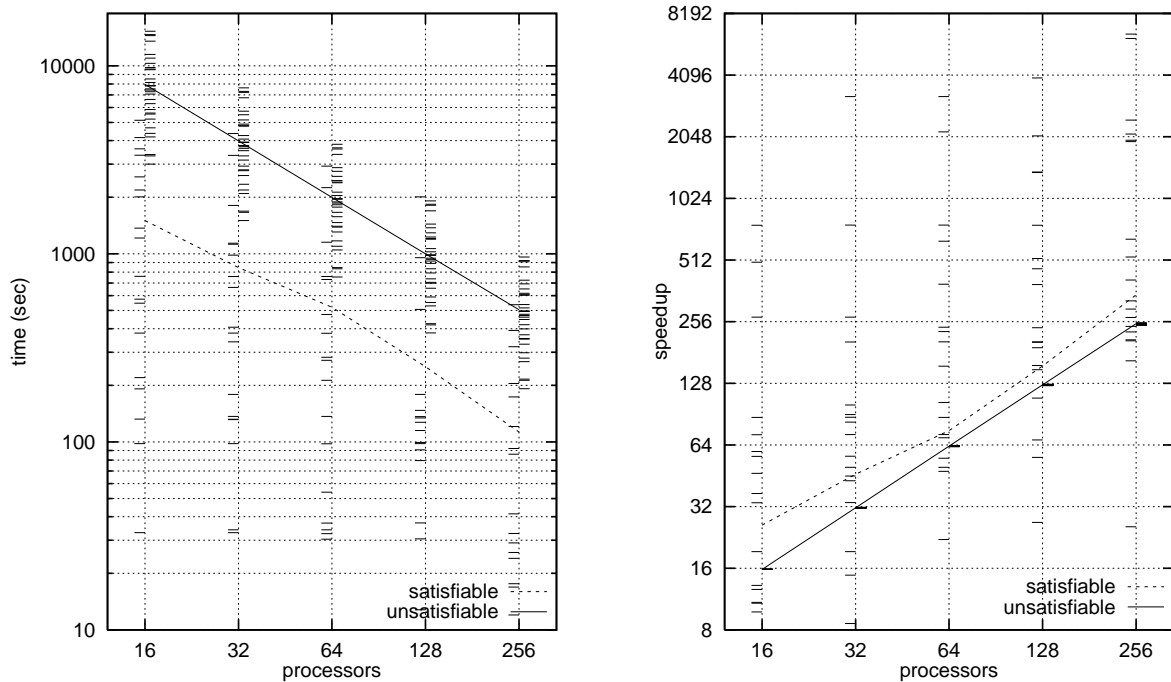 10000
1000
100
10
time (sec)
satisfiable
unsatisfiable
16 32 64 128 256
processors
8192
4096
2048
1024
512
256
128
64
32
16
8
speedup
satisfiable
unsatisfiable
16 32 64 128 256
processors